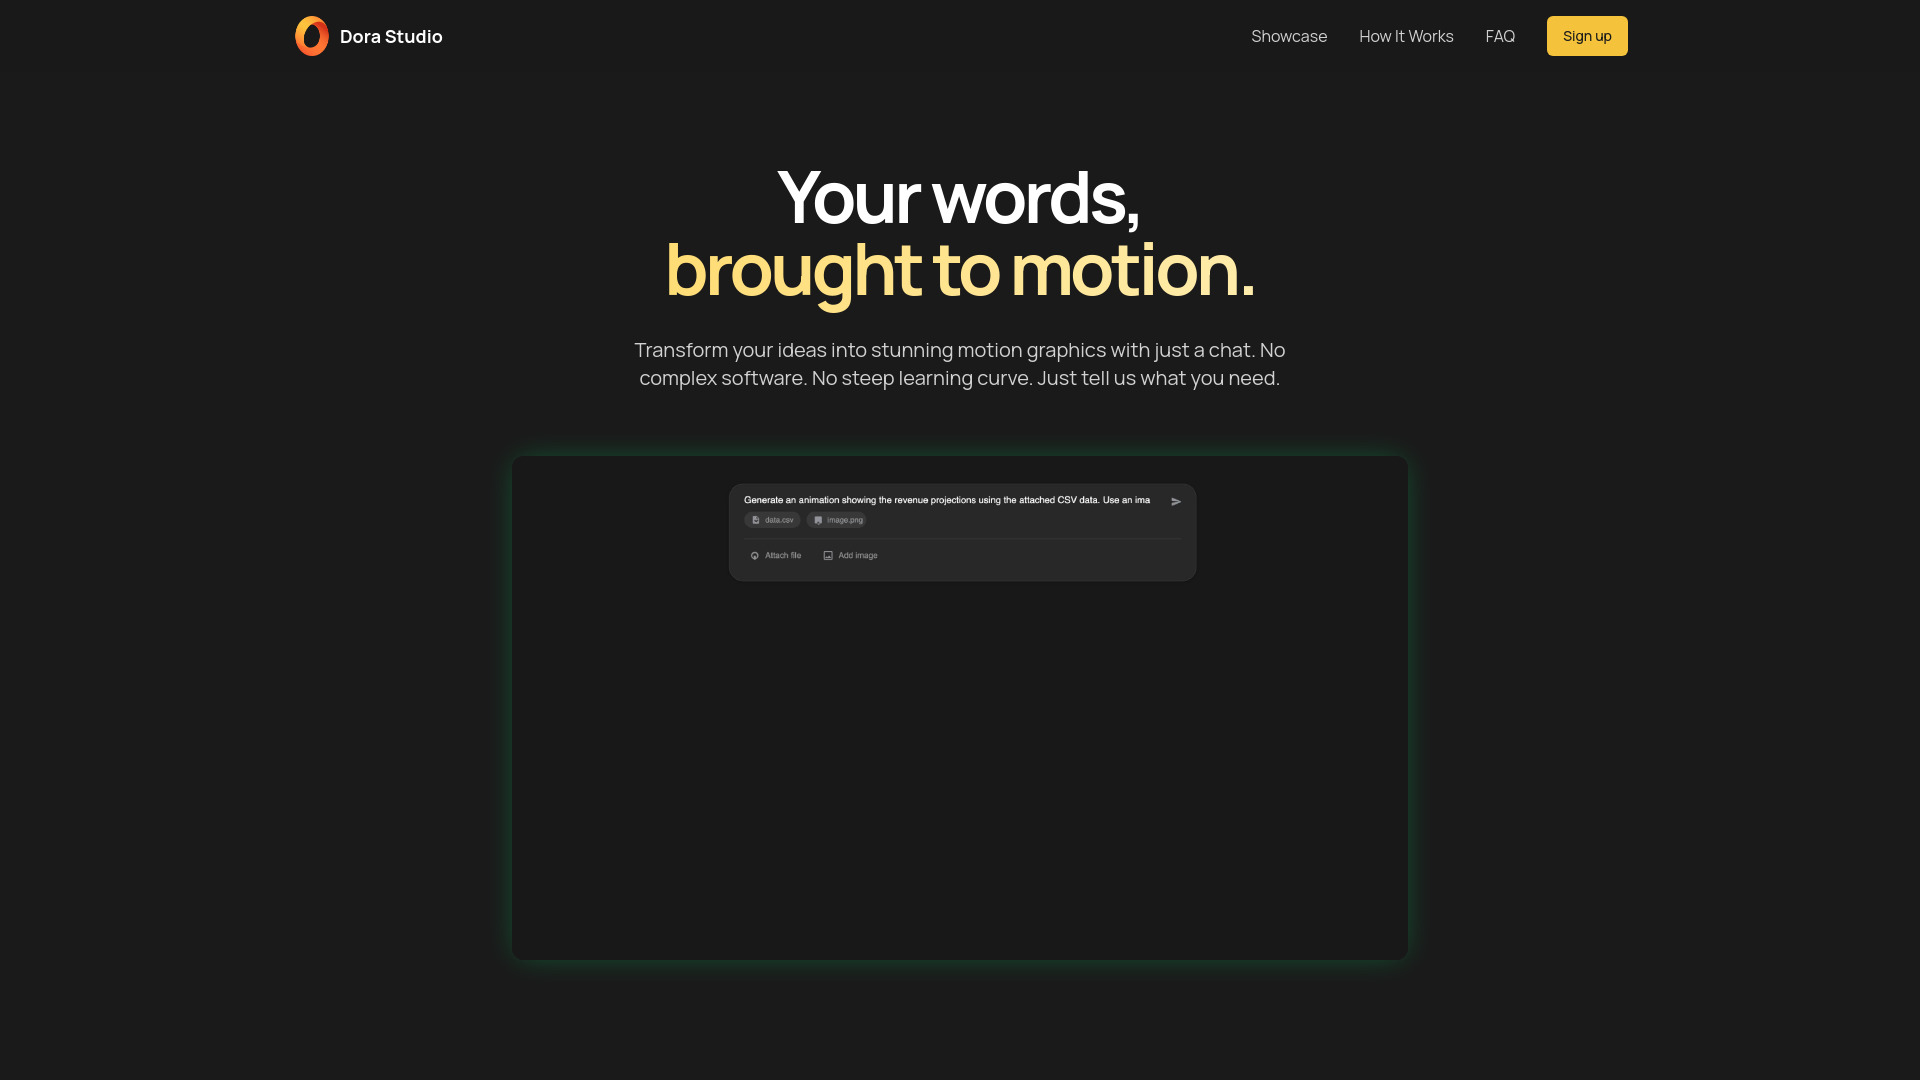 Dora Studio
Showcase
How It Works
FAQ
Sign up
Your words,
brought to motion.
Transform your ideas into stunning motion graphics with just a chat. No
complex software. No steep learning curve. Just tell us what you need.
Generate an animation showing the revenue projections using the attached CSV data. Use an ima
data.csv
image.png
Attach file
Add image